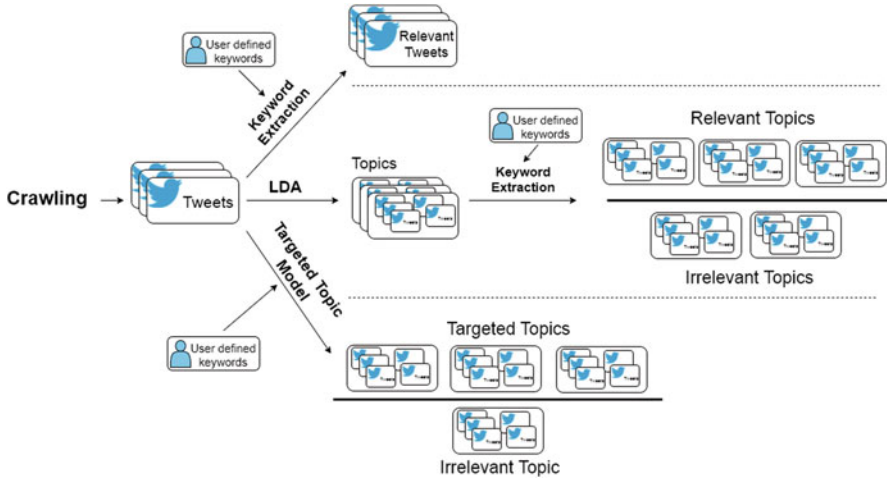 User defined
keywords
Relevant
Tweets
Keyword
Extraction
User defined
keywords
Relevant Topics
Crawling
Tweets
LDA
Topics
Keyword
Extraction
Irrelevant Topics
Targeted Topic
Model
User defined
keywords
Targeted Topics
Irrelevant Topic